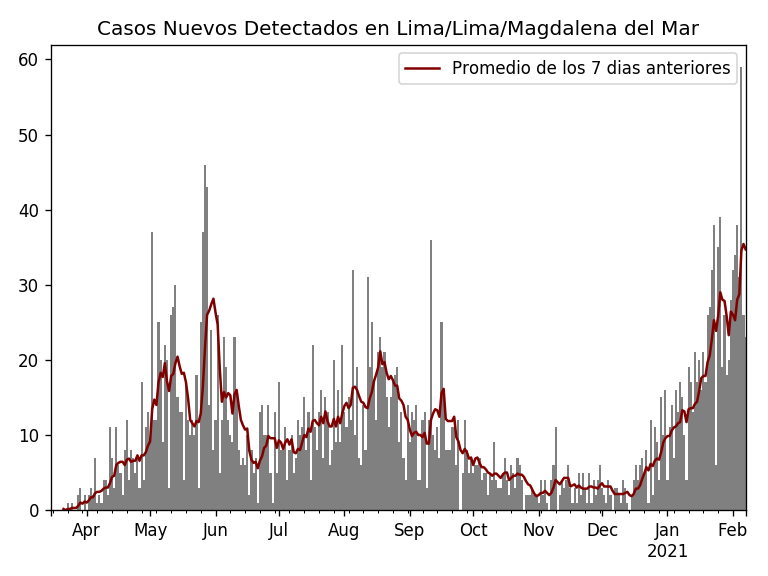 Casos Nuevos Detectados en Lima/Lima/Magdalena del Mar
Promedio de los 7 dias anteriores
60
50
40
30
20
10
0
Apr May Jun Jul Aug Sep Oct Nov Dec Jan Feb
2021